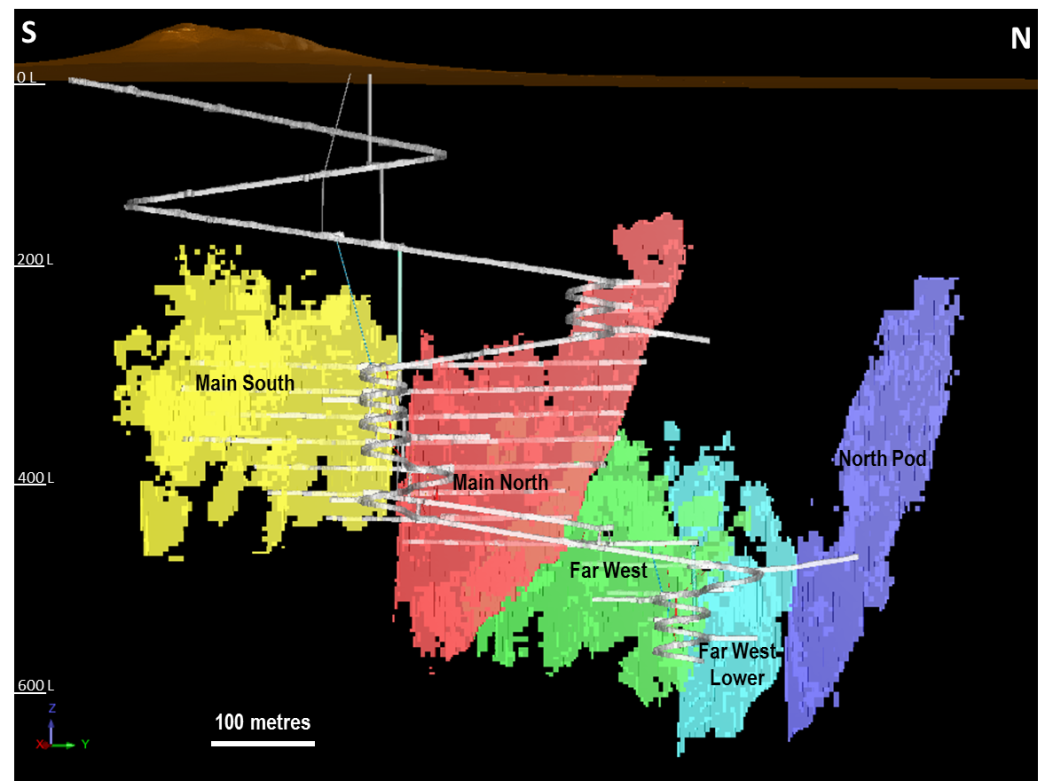 S
N
0 L
200 L
Main South
North Pod
400 L
Main North
Far West
Far West
Lower
600 L
Z
X
Y
100 metres